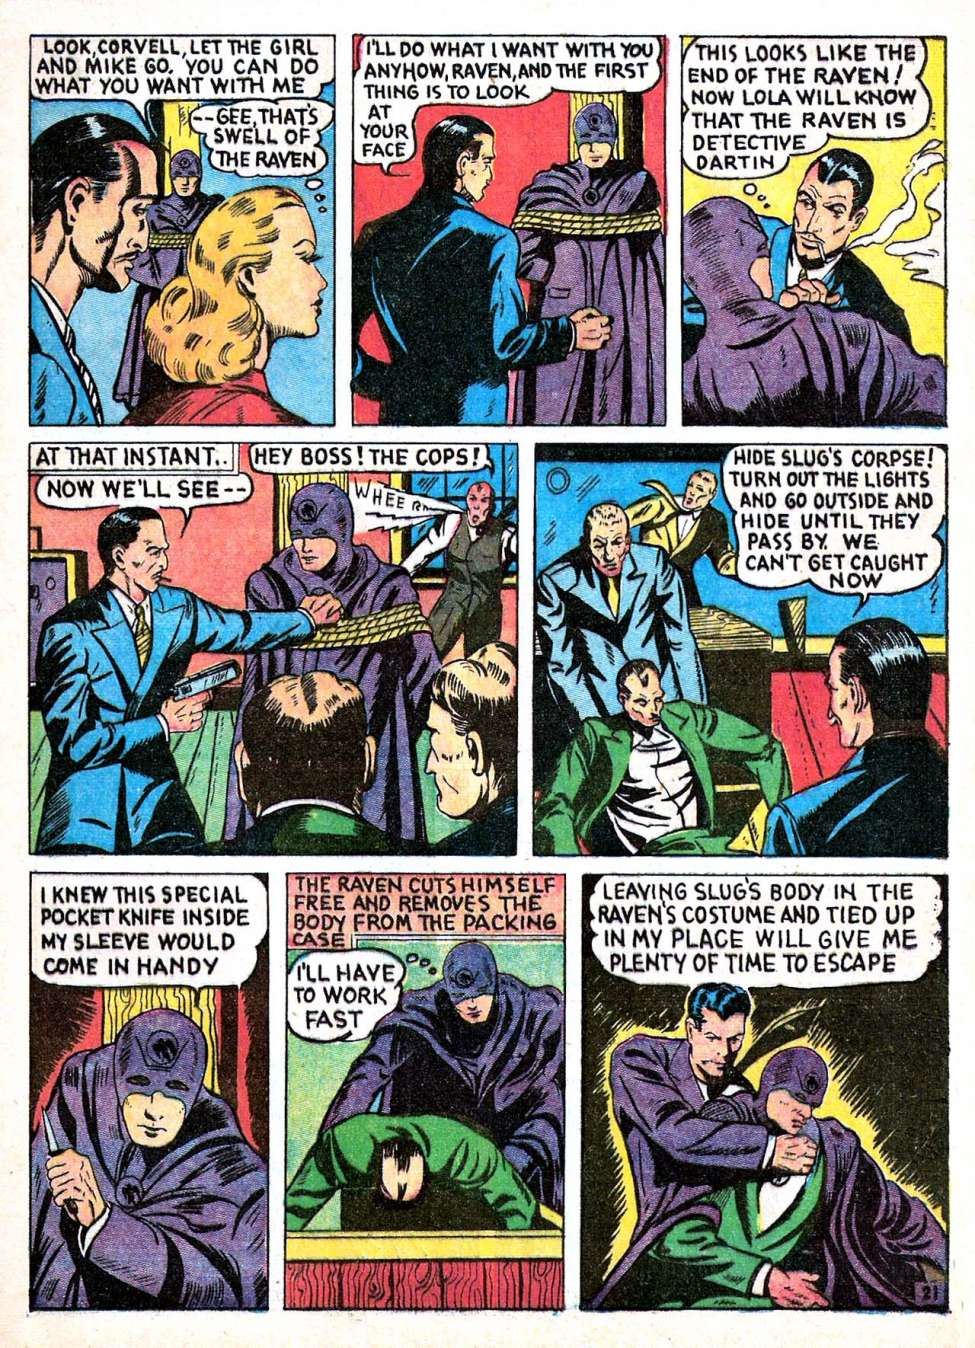 LOOK, CORVELL, LET THE GIRL
AND MIKE GO. YOU CAN DO
WHAT YOU WANT WITH ME
--GEE, THAT'S
SWELL OF
THE RAVEN
I'LL DO WHAT I WANT WITH YOU
ANYHOW, RAVEN, AND THE FIRST
THING IS TO LOOK
AT
YOUR
FACE
THIS LOOKS LIKE THE
END OF THE RAVEN!
NOW LOLA WILL KNOW
THAT THE RAVEN IS
DETECTIVE
DARTIN
AT THAT INSTANT..
NOW WE'LL SEE--
HEY BOSS! THE COPS!
HIDE SLUG'S CORPSE!
TURN OUT THE LIGHTS
AND GO OUTSIDE AND
HIDE UNTIL THEY
PASS BY. WE
CAN'T GET CAUGHT
NOW
I KNEW THIS SPECIAL
POCKET KNIFE INSIDE
MY SLEEVE WOULD
COME IN HANDY
THE RAVEN CUTS HIMSELF
FREE AND REMOVES THE
BODY FROM THE PACKING
CASE
I'LL HAVE
TO WORK
FAST
LEAVING SLUG'S BODY IN THE
RAVEN'S COSTUME AND TIED UP
IN MY PLACE WILL GIVE ME
PLENTY OF TIME TO ESCAPE
21